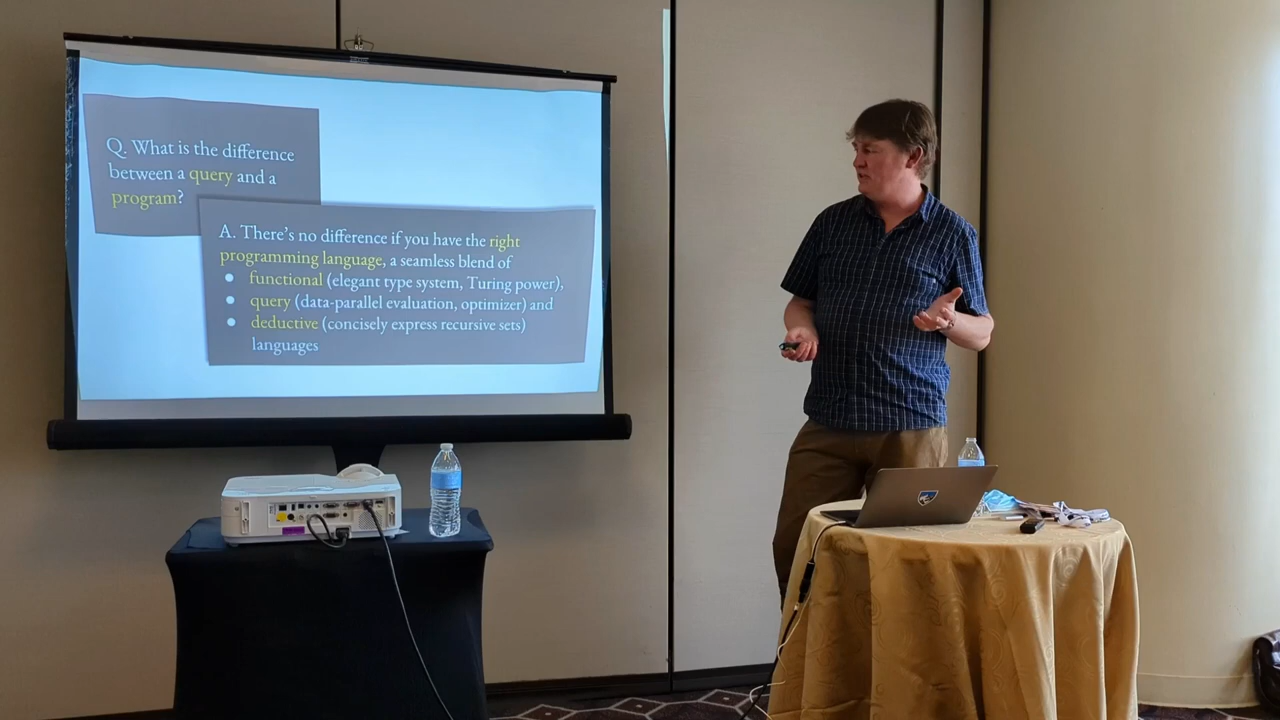 Q. What is the difference
between a query and a
program?
A. There's no difference if you have the right
programming language, a seamless blend of
● functional (elegant type system, Turing power),
● query (data-parallel evaluation, optimizer) and
● deductive (concisely express recursive sets)
languages